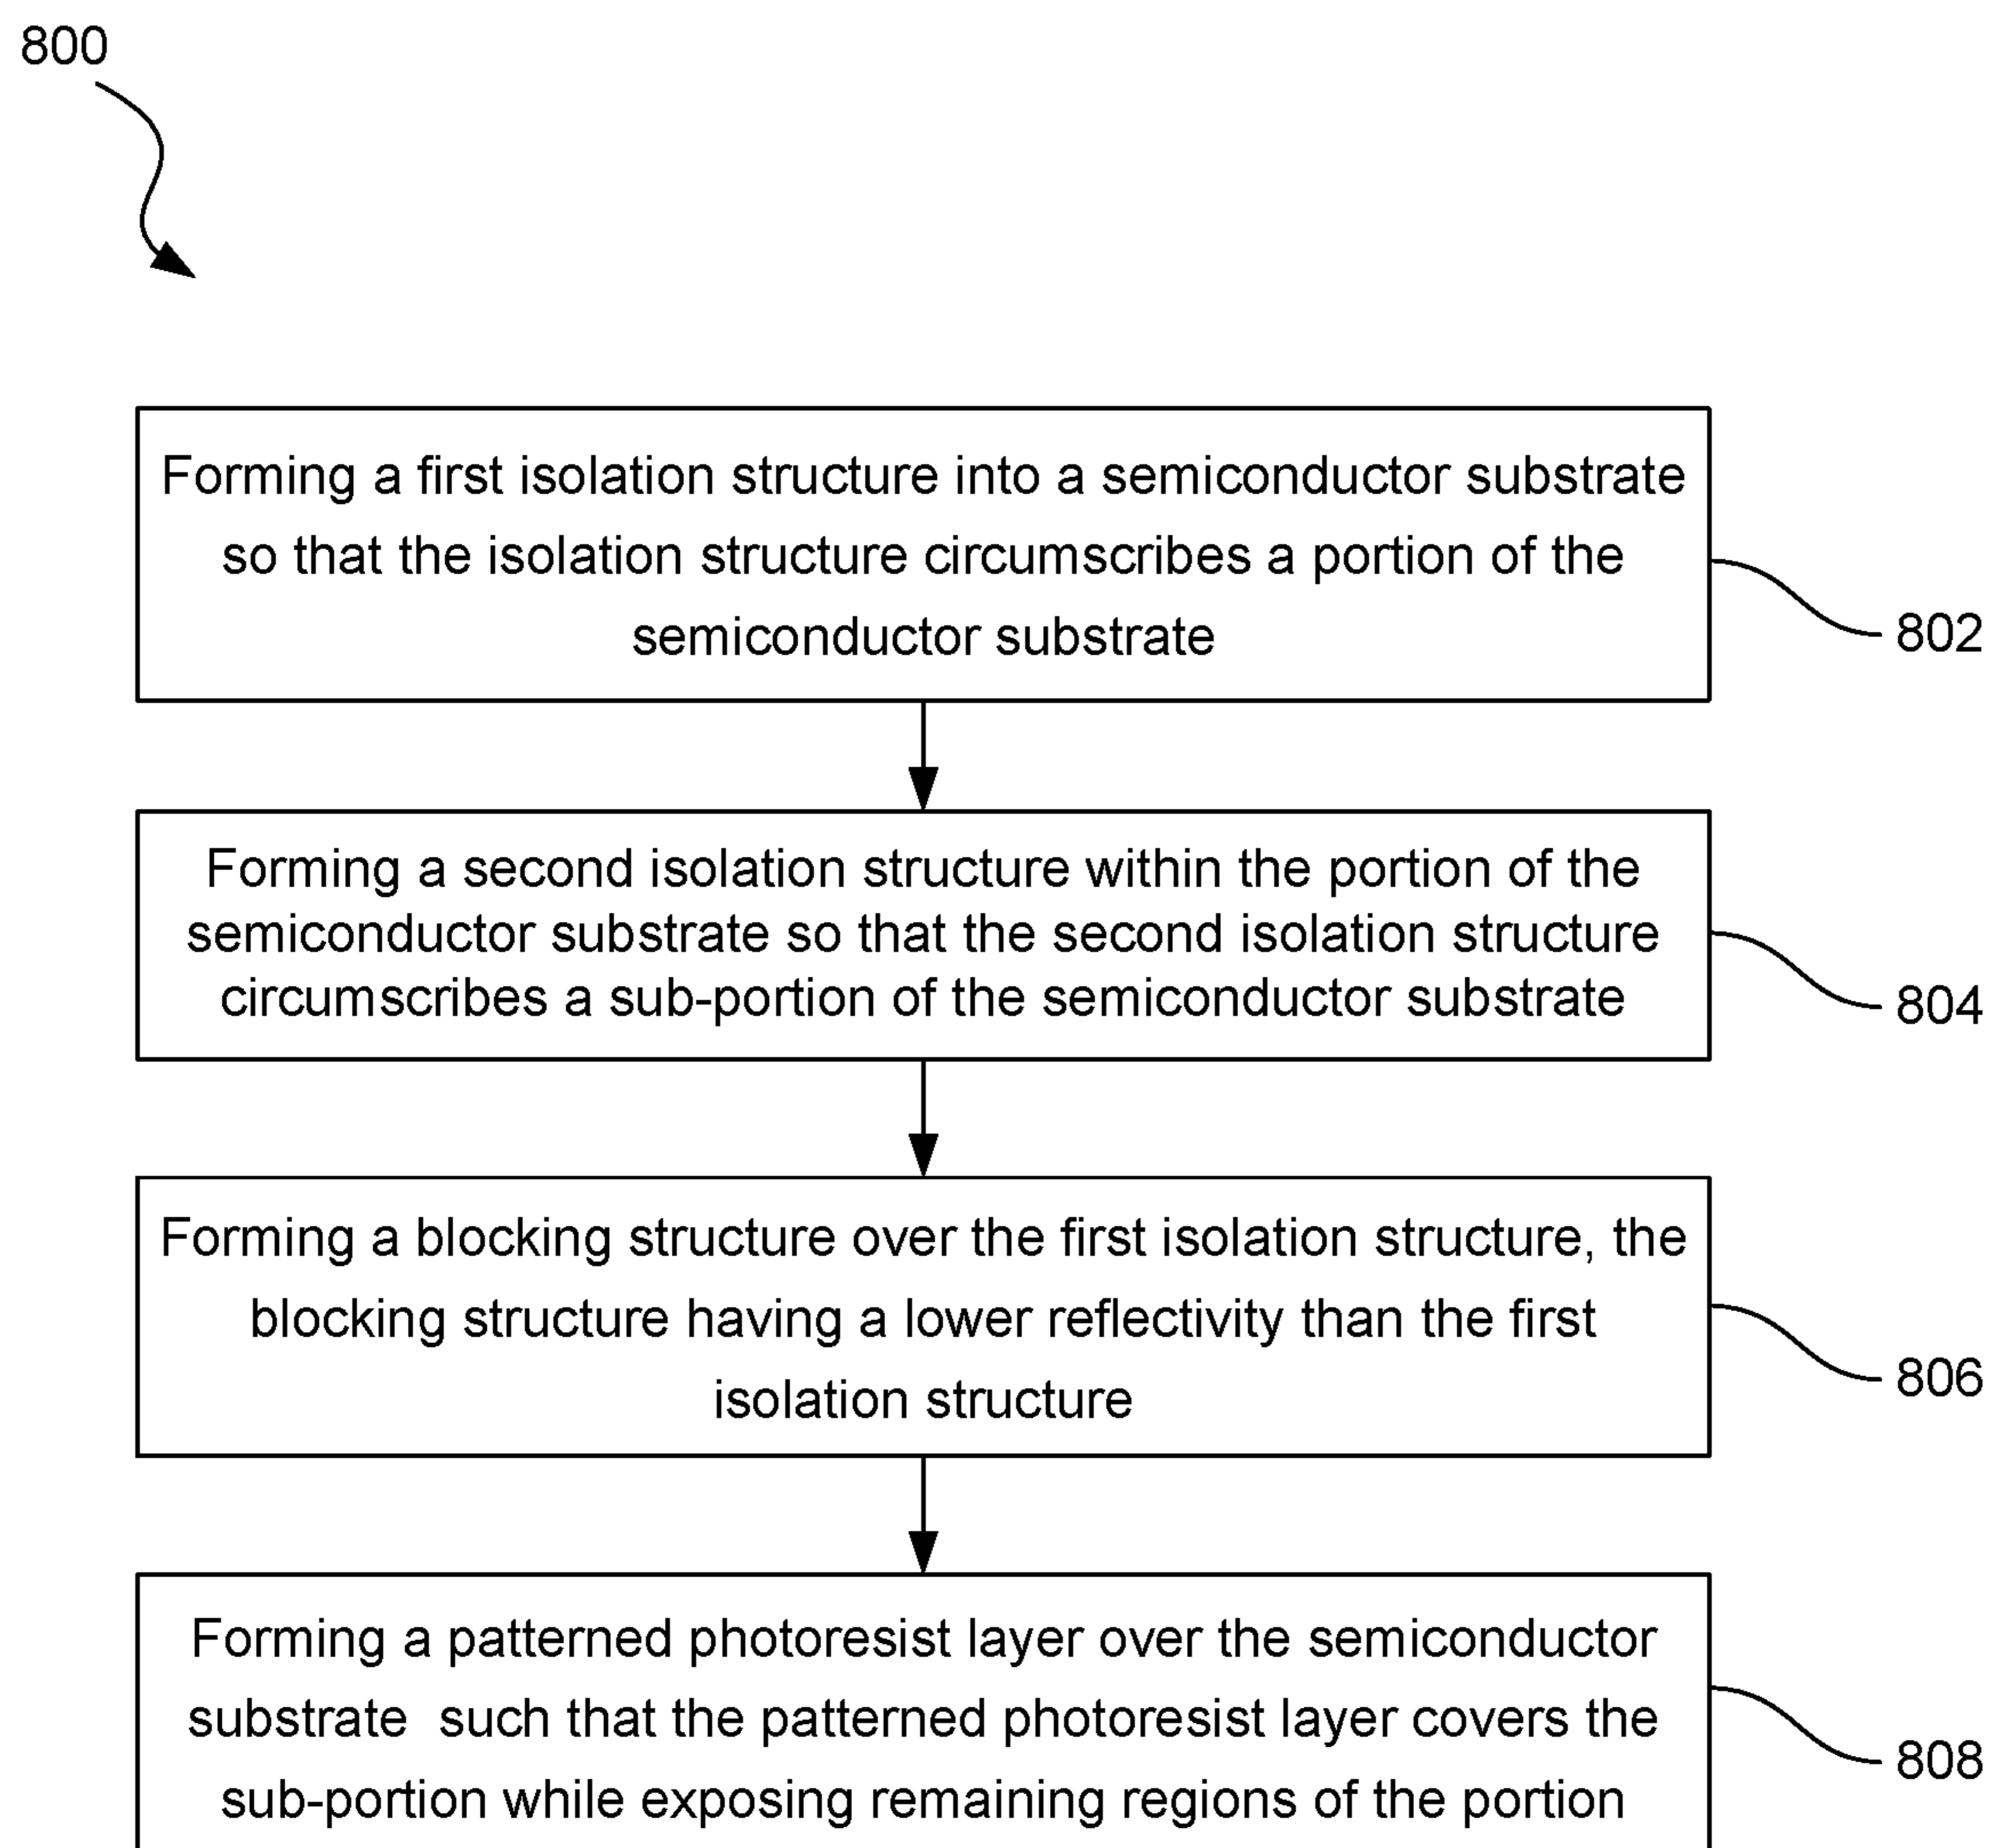 800
Forming a first isolation structure into a semiconductor substrate
so that the isolation structure circumscribes a portion of the
semiconductor substrate
802
Forming a second isolation structure within the portion of the
semiconductor substrate so that the second isolation structure
circumscribes a sub-portion of the semiconductor substrate
804
Forming a blocking structure over the first isolation structure, the
blocking structure having a lower reflectivity than the first
isolation structure
806
Forming a patterned photoresist layer over the semiconductor
substrate  such that the patterned photoresist layer covers the
sub-portion while exposing remaining regions of the portion
808